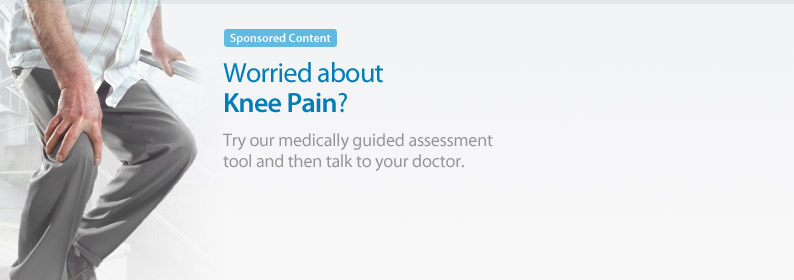 Sponsored Content
Worried about
Knee Pain?
Try our medically guided assessment
tool and then talk to your doctor.